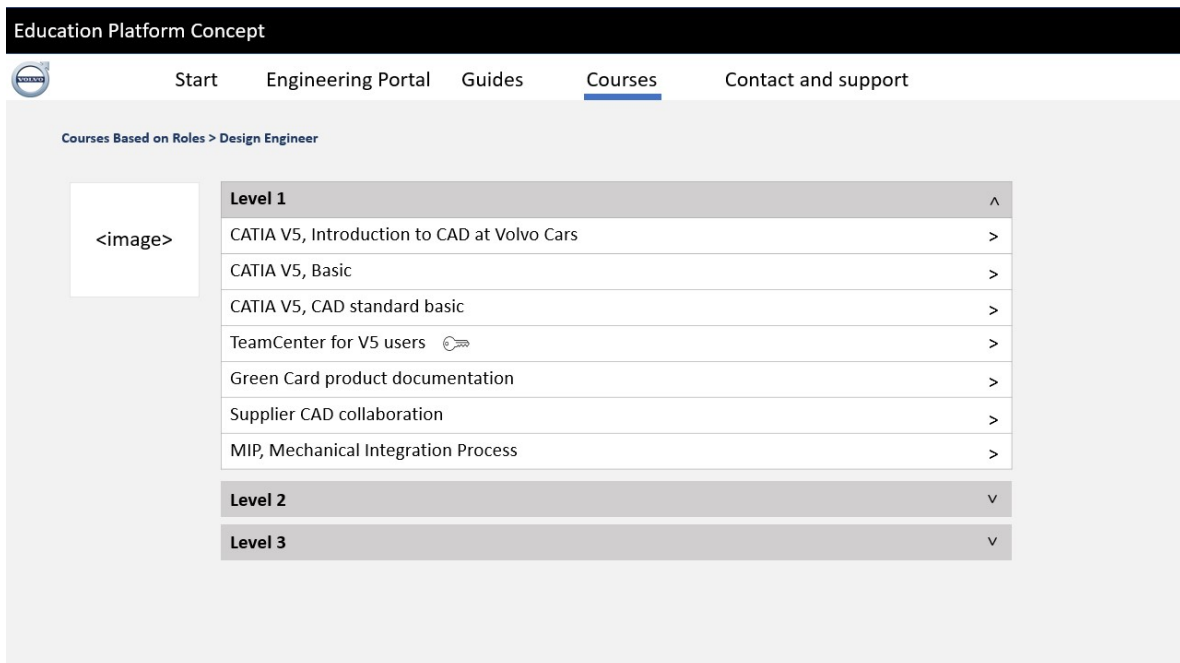 Education Platform Concept
VOLVO
Start Engineering Portal Guides Courses Contact and support
Courses Based on Roles > Design Engineer
<image>
Level 1 ˄
CATIA V5, Introduction to CAD at Volvo Cars >
CATIA V5, Basic >
CATIA V5, CAD standard basic >
TeamCenter for V5 users >
Green Card product documentation >
Supplier CAD collaboration >
MIP, Mechanical Integration Process >
Level 2 ˅
Level 3 ˅